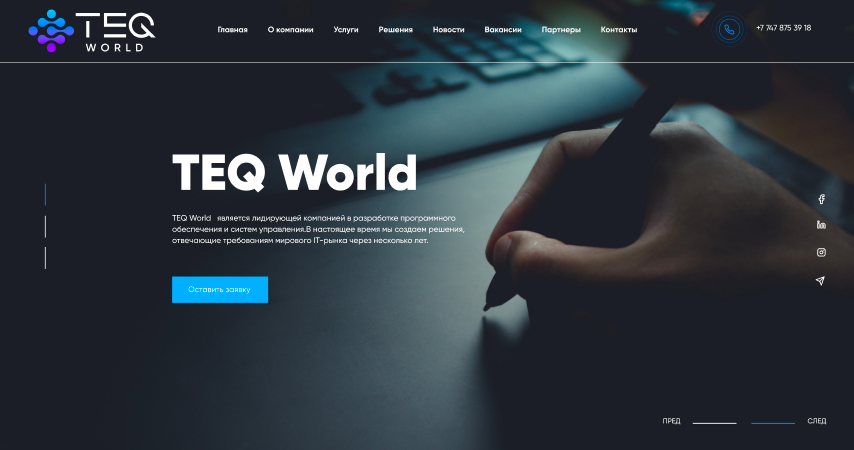 TEQ
WORLD
Главная О компании Услуги Решения Новости Вакансии Партнеры Контакты
+7 747 875 39 18
TEQ World
TEQ World является лидирующей компанией в разработке программного
обеспечения и систем управления.В настоящее время мы создаем решения,
отвечающие требованиям мирового IT-рынка через несколько лет.
Оставить заявку
ПРЕД СЛЕД